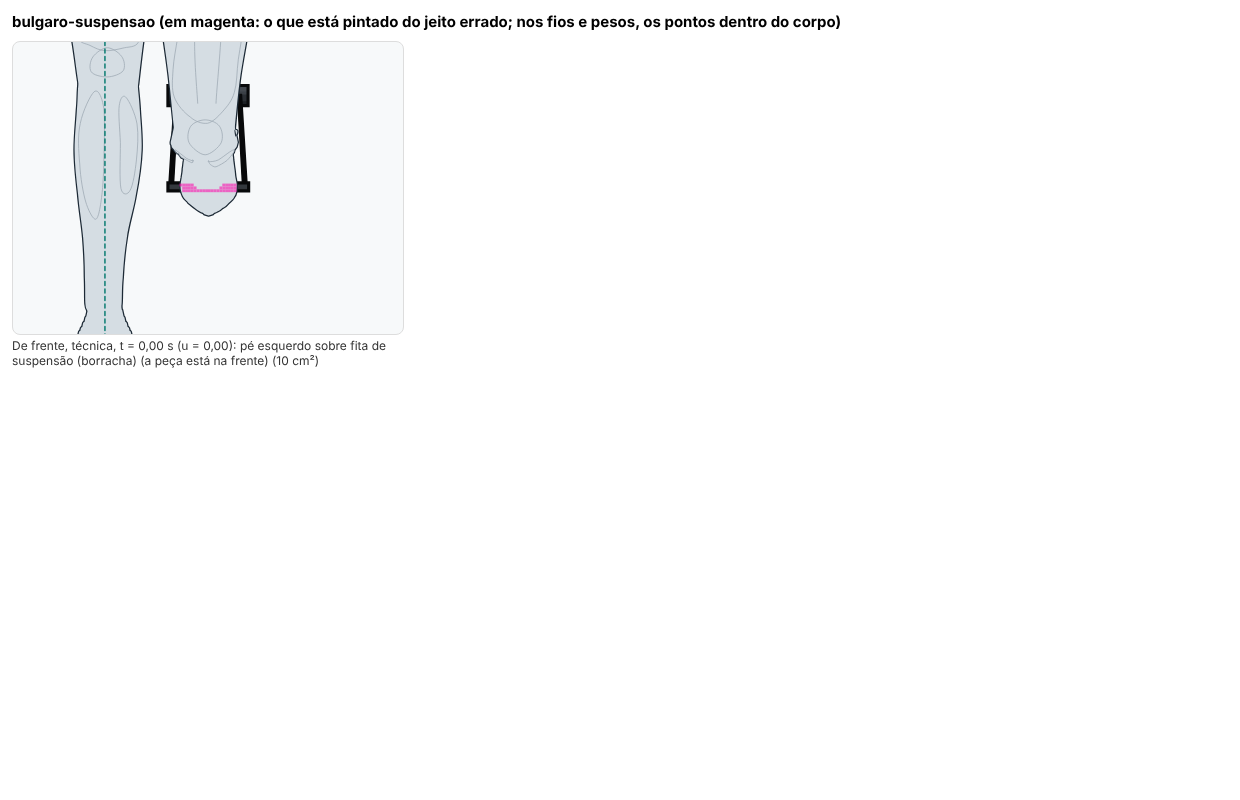 bulgaro-suspensao (em magenta: o que está pintado do jeito errado; nos fios e pesos, os pontos dentro do corpo)
De frente, técnica, t = 0,00 s (u = 0,00): pé esquerdo sobre fita de
suspensão (borracha) (a peça está na frente) (10 cm²)